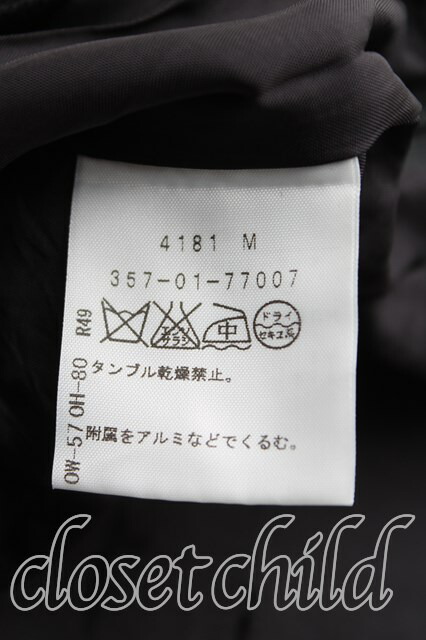 4181 M
357-01-77007
エンソ
サラシ
中
ドライ
セキユ系
タンブル乾燥禁止。
附属をアルミなどでくるむ。
OW-57 OH-80 R49
closet child